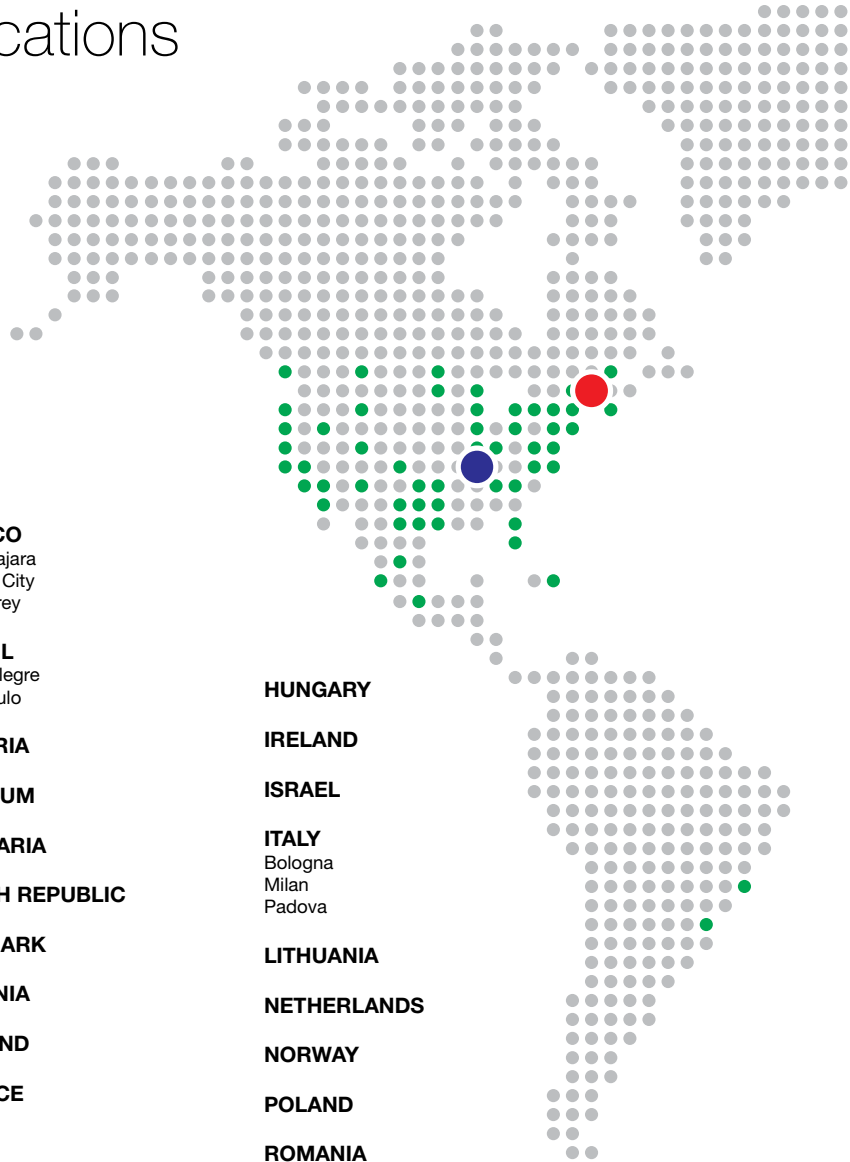 cations
CO
ajara
City
rey
L
legre
ulo
RIA
UM
ARIA
H REPUBLIC
ARK
NIA
ND
CE
HUNGARY
IRELAND
ISRAEL
ITALY
Bologna
Milan
Padova
LITHUANIA
NETHERLANDS
NORWAY
POLAND
ROMANIA